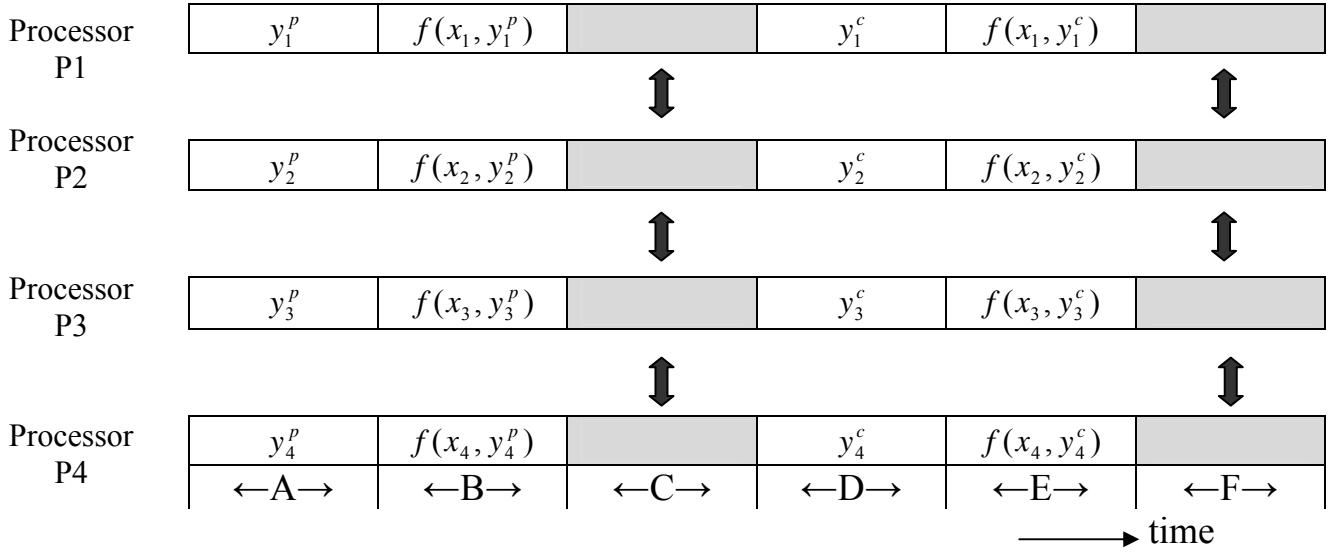 Processor P1 y_1^p f(x_1, y_1^p) y_1^c f(x_1, y_1^c)
Processor P2 y_2^p f(x_2, y_2^p) y_2^c f(x_2, y_2^c)
Processor P3 y_3^p f(x_3, y_3^p) y_3^c f(x_3, y_3^c)
Processor P4 y_4^p f(x_4, y_4^p) y_4^c f(x_4, y_4^c)
←A→ ←B→ ←C→ ←D→ ←E→ ←F→
→ time